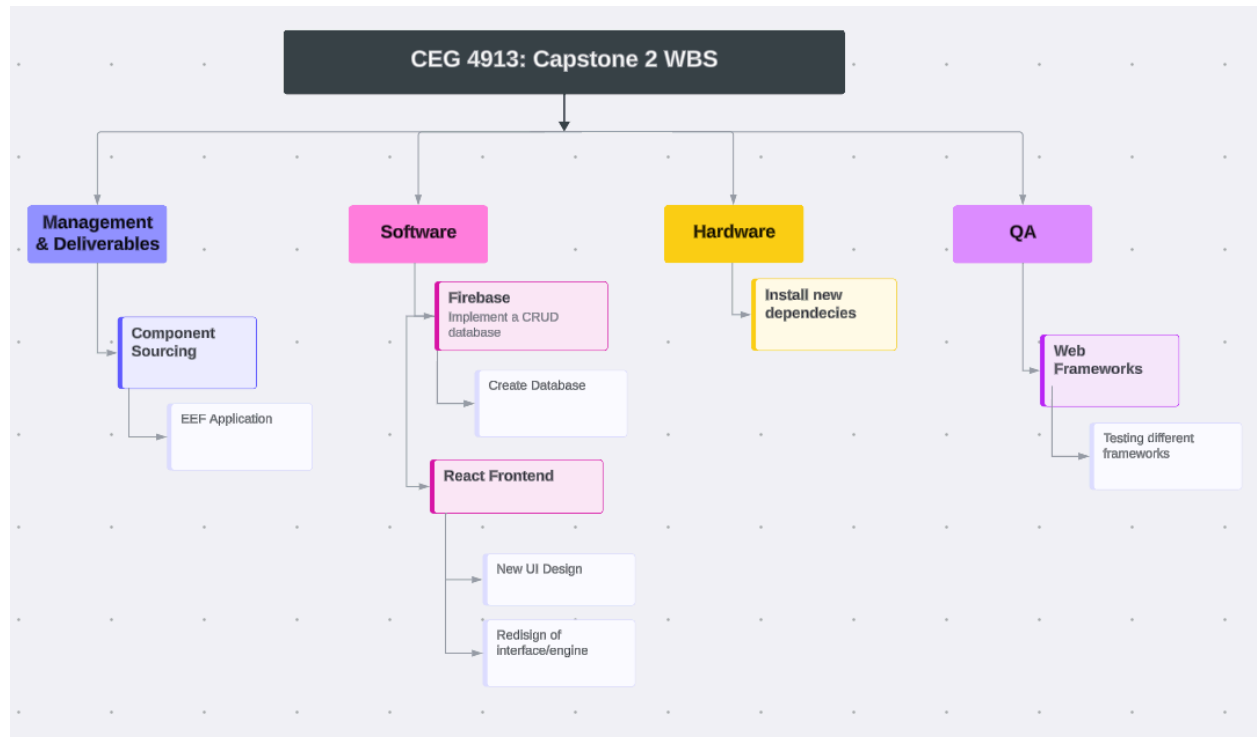 CEG 4913: Capstone 2 WBS
Management
& Deliverables
Component
Sourcing
EEF Application
Software
Firebase
Implement a CRUD
database
Create Database
React Frontend
New UI Design
Redisign of
interface/engine
Hardware
Install new
dependecies
QA
Web
Frameworks
Testing different
frameworks